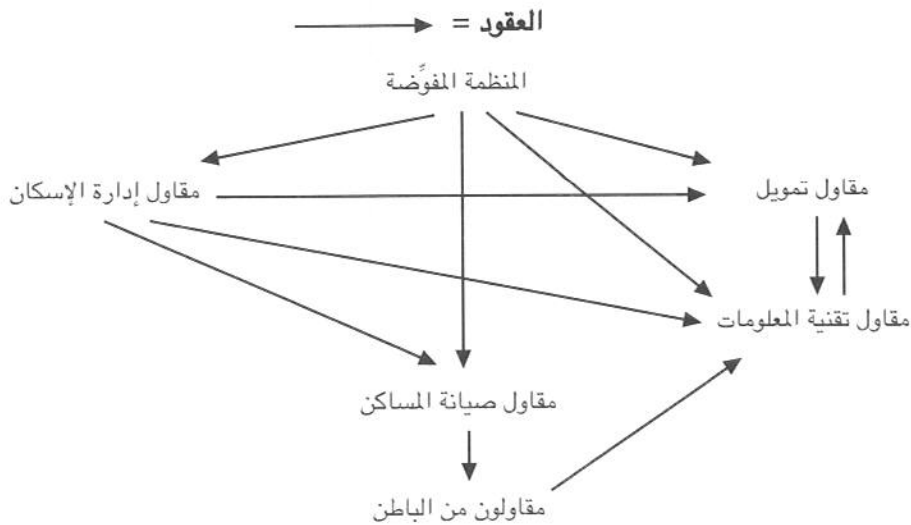 العقود =
المنظمة المفوِّضة
مقاول إدارة الإسكان
مقاول تمويل
مقاول تقنية المعلومات
مقاول صيانة المساكن
مقاولون من الباطن